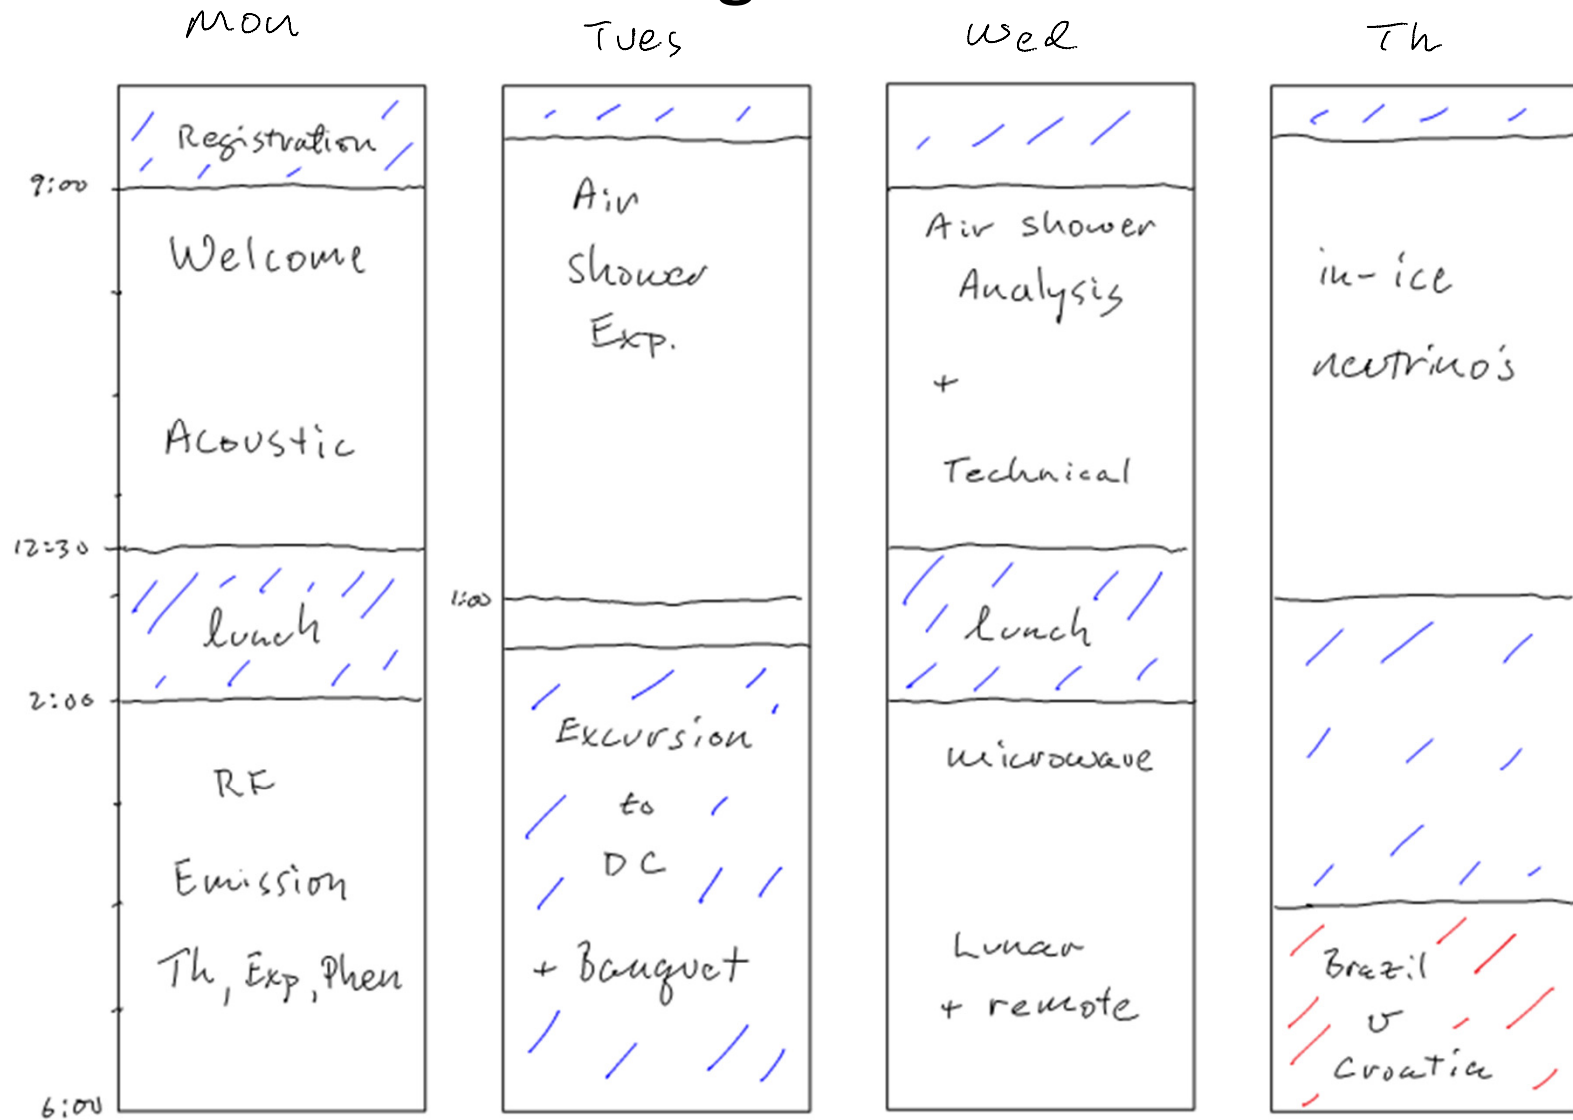 Mon
Tues
Wed
Th
Registration
9:00
Welcome
Acoustic
12:30
lunch
2:00
RF
Emission
Th, Exp, Phen
6:00
Air
Shower
Exp.
1:00
Excursion
to
DC
+ Banquet
Air shower
Analysis
+
Technical
lunch
microwave
Lunar
+ remote
in-ice
neutrino's
Brazil
v
Croatia